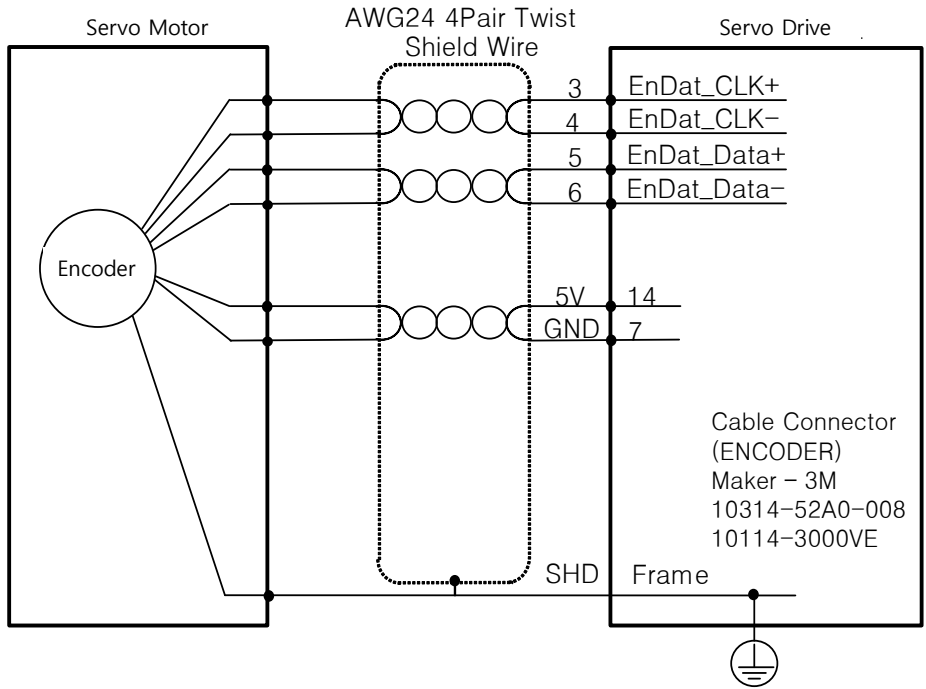 Servo Motor
AWG24 4Pair Twist
Shield Wire
Servo Drive
3 EnDat_CLK+
4 EnDat_CLK-
5 EnDat_Data+
6 EnDat_Data-
Encoder
5V 14
GND 7
Cable Connector
(ENCODER)
Maker - 3M
10314-52A0-008
10114-3000VE
SHD Frame